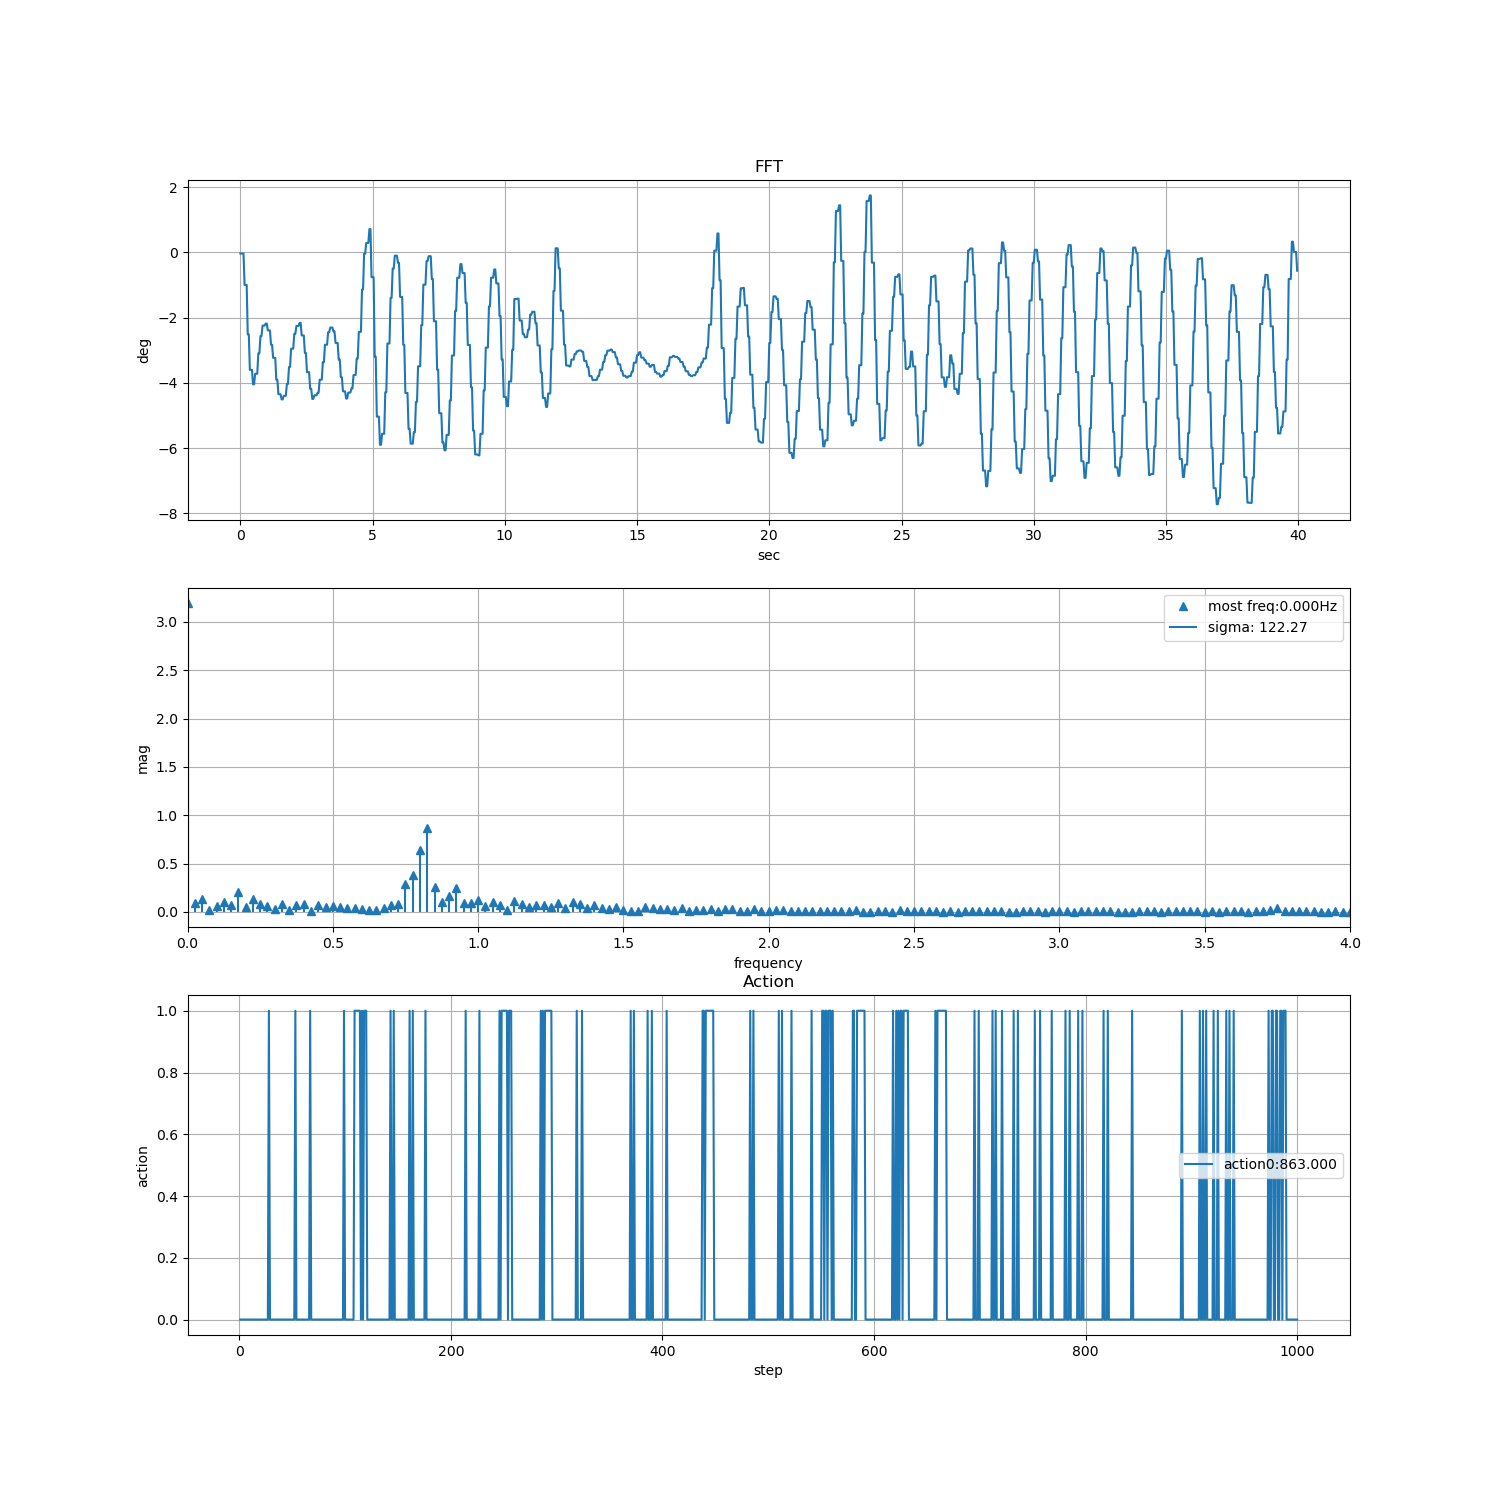 FFT
2
0
−2
−4
−6
−8
deg
0 5 10 15 20 25 30 35 40
sec
3.0
2.5
2.0
1.5
1.0
0.5
0.0
mag
most freq:0.000Hz
sigma: 122.27
0.0 0.5 1.0 1.5 2.0 2.5 3.0 3.5 4.0
frequency
Action
1.0
0.8
0.6
0.4
0.2
0.0
action
action0:863.000
0 200 400 600 800 1000
step